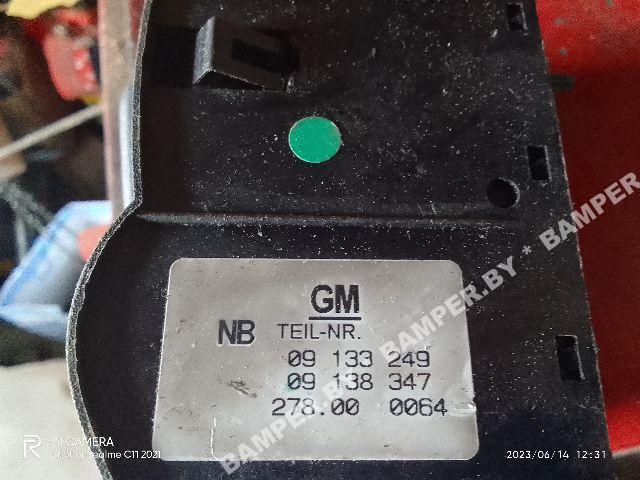 GM
NB TEIL-NR.
09 133 249
09 138 347
278.00 0064
BAMPER.BY * BAMPER.BY * BAMPER.BY * BAMPER
R AI CAMERA
Shot on realme C11 2021
2023/06/14 12:31